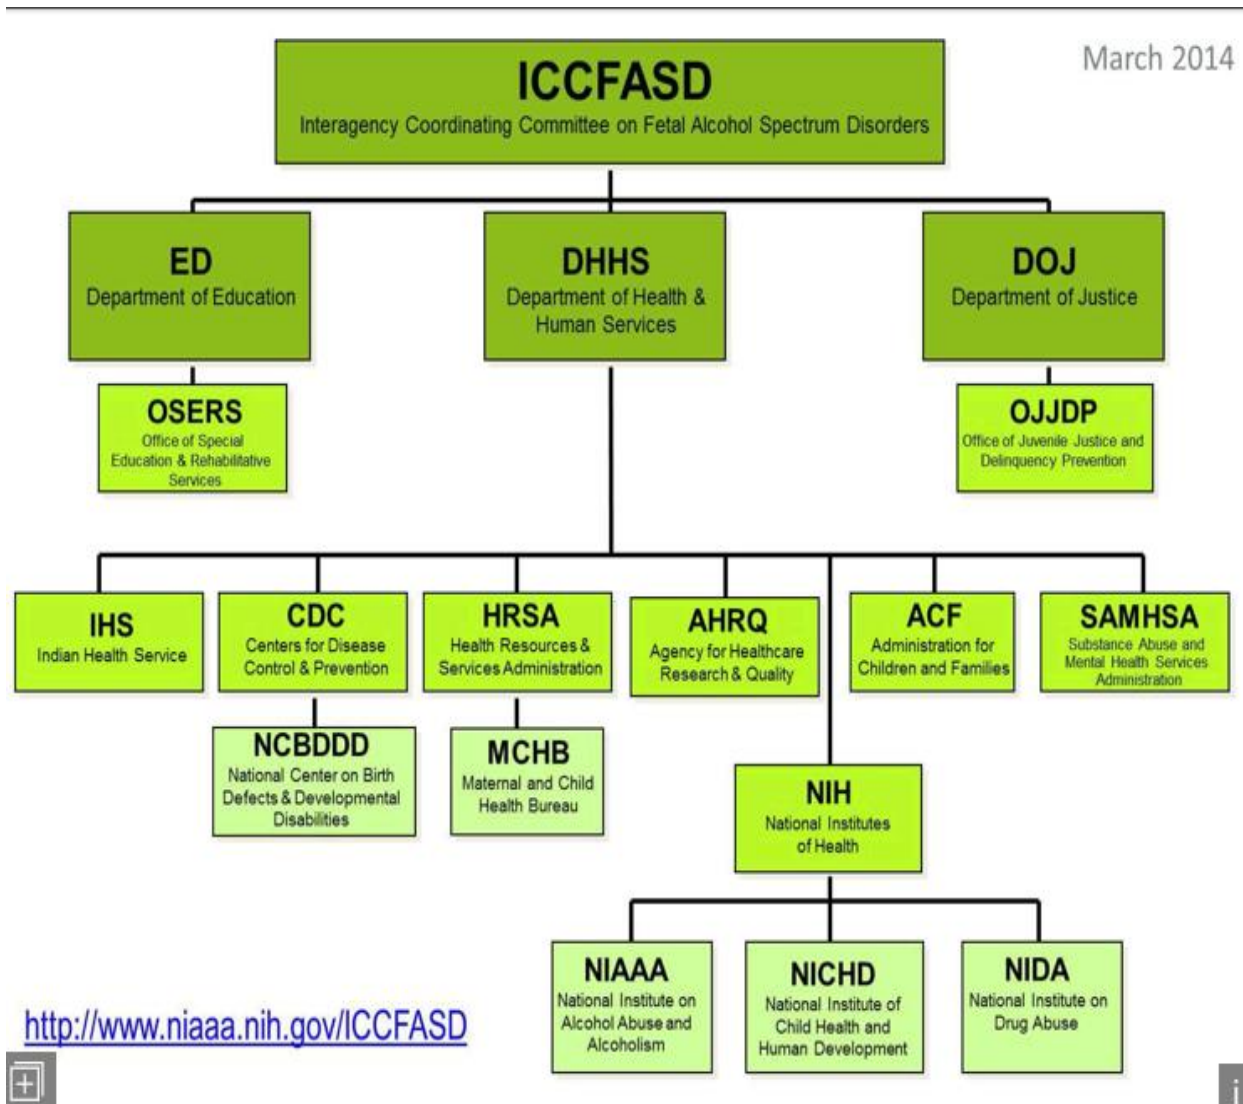 March 2014
ICCFASD
Interagency Coordinating Committee on Fetal Alcohol Spectrum Disorders
ED
Department of Education
DHHS
Department of Health &
Human Services
DOJ
Department of Justice
OSERS
Office of Special
Education & Rehabilitative
Services
OJJDP
Office of Juvenile Justice and
Delinquency Prevention
IHS
Indian Health Service
CDC
Centers for Disease
Control & Prevention
HRSA
Health Resources &
Services Administration
AHRQ
Agency for Healthcare
Research & Quality
ACF
Administration for
Children and Families
SAMHSA
Substance Abuse and
Mental Health Services
Administration
NCBDDD
National Center on Birth
Defects & Developmental
Disabilities
MCHB
Maternal and Child
Health Bureau
NIH
National Institutes
of Health
NIAAA
National Institute on
Alcohol Abuse and
Alcoholism
NICHD
National Institute of
Child Health and
Human Development
NIDA
National Institute on
Drug Abuse
http://www.niaaa.nih.gov/ICCFASD
i